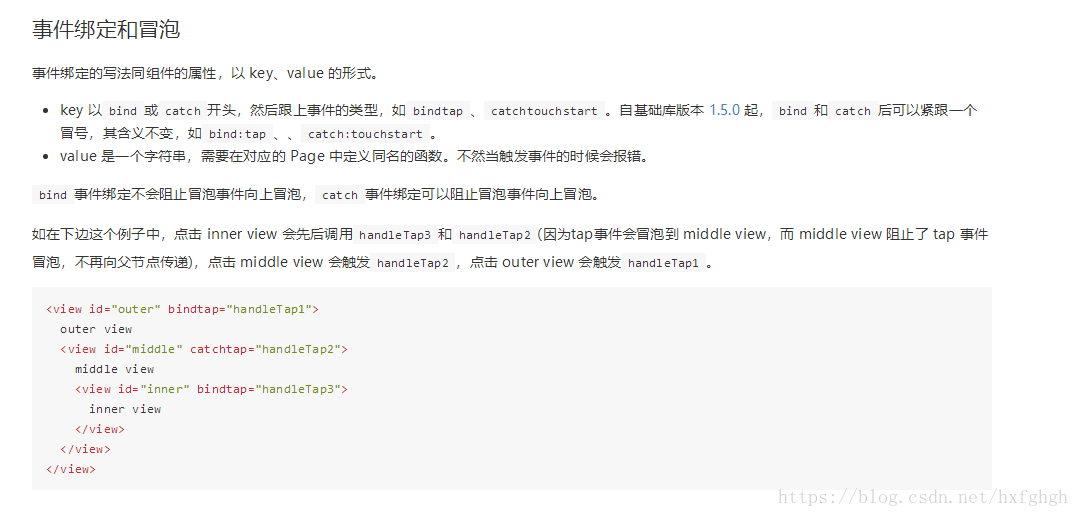 事件绑定和冒泡
事件绑定的写法同组件的属性，以 key、value 的形式。
key 以 bind 或 catch 开头，然后跟上事件的类型，如 bindtap 、 catchtouchstart 。自基础库版本 1.5.0 起， bind 和 catch 后可以紧跟一个
冒号，其含义不变，如 bind:tap 、、 catch:touchstart 。
value 是一个字符串，需要在对应的 Page 中定义同名的函数。不然当触发事件的时候会报错。
bind 事件绑定不会阻止冒泡事件向上冒泡， catch 事件绑定可以阻止冒泡事件向上冒泡。
如在下边这个例子中，点击 inner view 会先后调用 handleTap3 和 handleTap2 (因为tap事件会冒泡到 middle view，而 middle view 阻止了 tap 事件
冒泡，不再向父节点传递)，点击 middle view 会触发 handleTap2 ，点击 outer view 会触发 handleTap1 。
<view id="outer" bindtap="handleTap1">
outer view
<view id="middle" catchtap="handleTap2">
middle view
<view id="inner" bindtap="handleTap3">
inner view
</view>
</view>
</view>
https://blog.csdn.net/hxfghgh